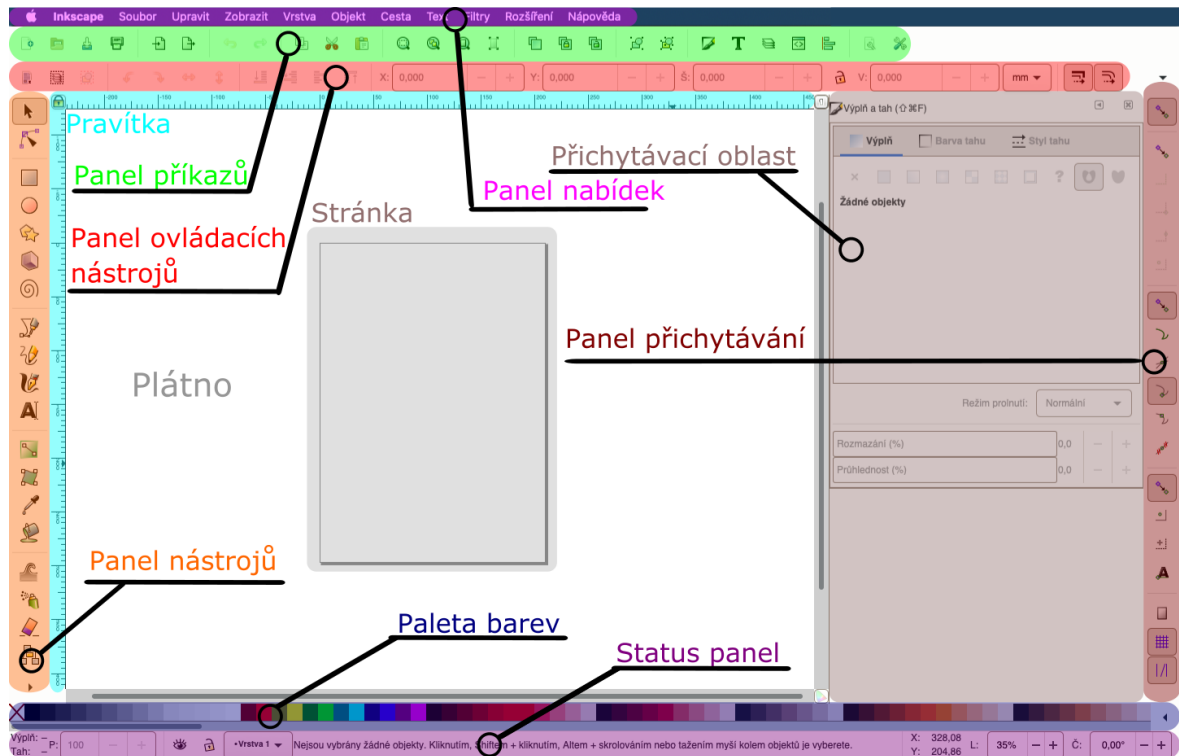 Inkscape Soubor Upravit Zobrazit Vrstva Objekt Cesta Text Filtry Rozšíření Nápověda
X: 0,000 − + Y: 0,000 − + Š: 0,000 − + V: 0,000 − + mm
Pravítka
Panel příkazů
Panel ovládacích
nástrojů
Stránka
Přichytávací oblast
Panel nabídek
Panel přichytávání
Plátno
Panel nástrojů
Paleta barev
Status panel
Výplň a tah (⇧⌘F)
Výplň Barva tahu Styl tahu
Žádné objekty
Režim prolnutí: Normální
Rozmazání (%) 0,0 − +
Průhlednost (%) 0,0 − +
Výplň: – P: 100 − + •Vrstva 1 Nejsou vybrány žádné objekty. Kliknutím, Shiftem + kliknutím, Altem + skrolováním nebo tažením myší kolem objektů je vyberete. X: 328,08 L: 35% − + Č: 0,00° − +
Tah: – Y: 204,86